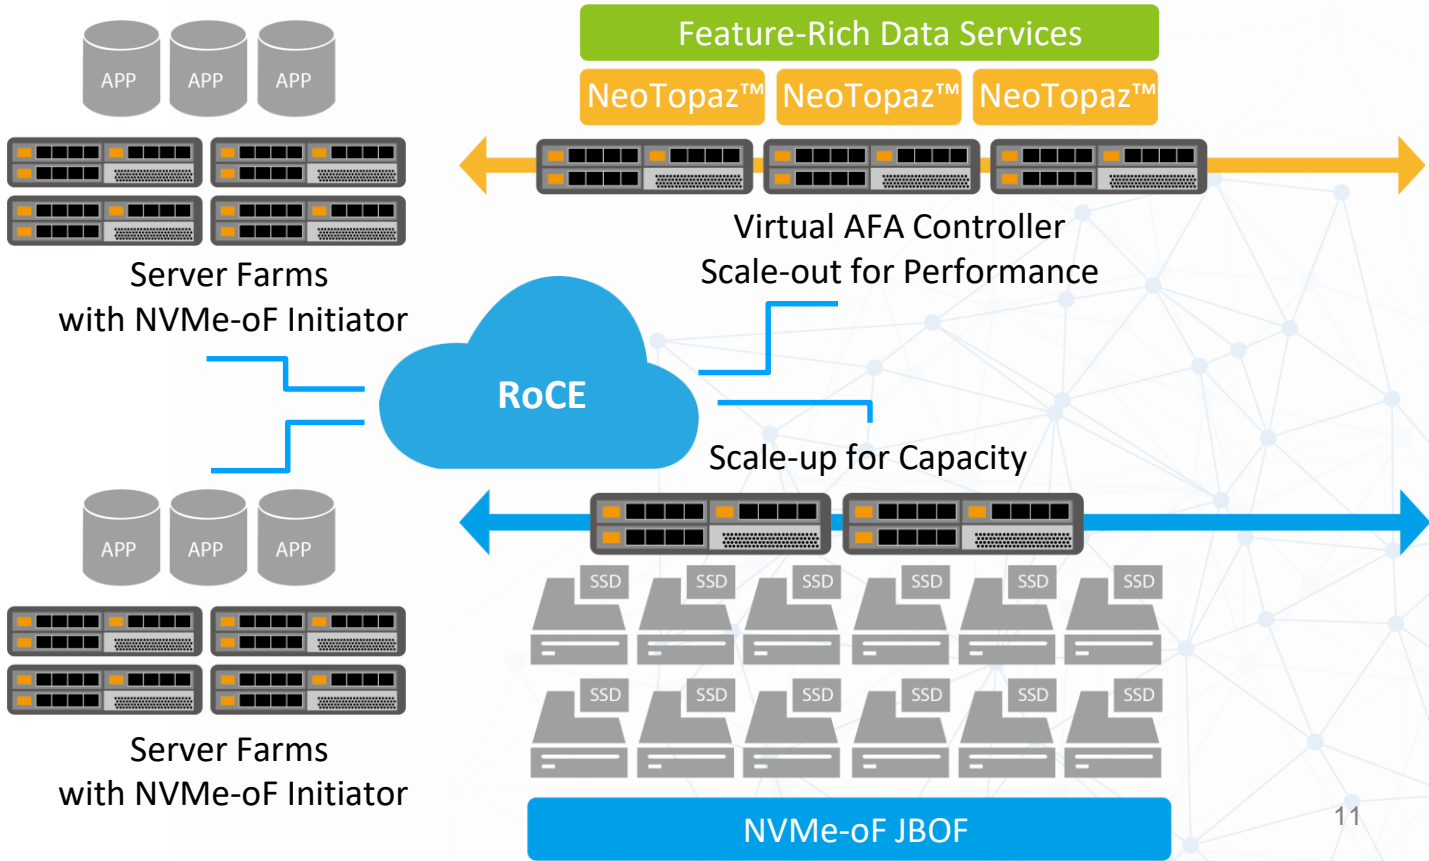 APP APP APP
Server Farms
with NVMe-oF Initiator
Feature-Rich Data Services
NeoTopaz™ NeoTopaz™ NeoTopaz™
Virtual AFA Controller
Scale-out for Performance
RoCE
Scale-up for Capacity
APP APP APP
Server Farms
with NVMe-oF Initiator
SSD SSD SSD SSD SSD SSD
SSD SSD SSD SSD SSD SSD
NVMe-oF JBOF
11